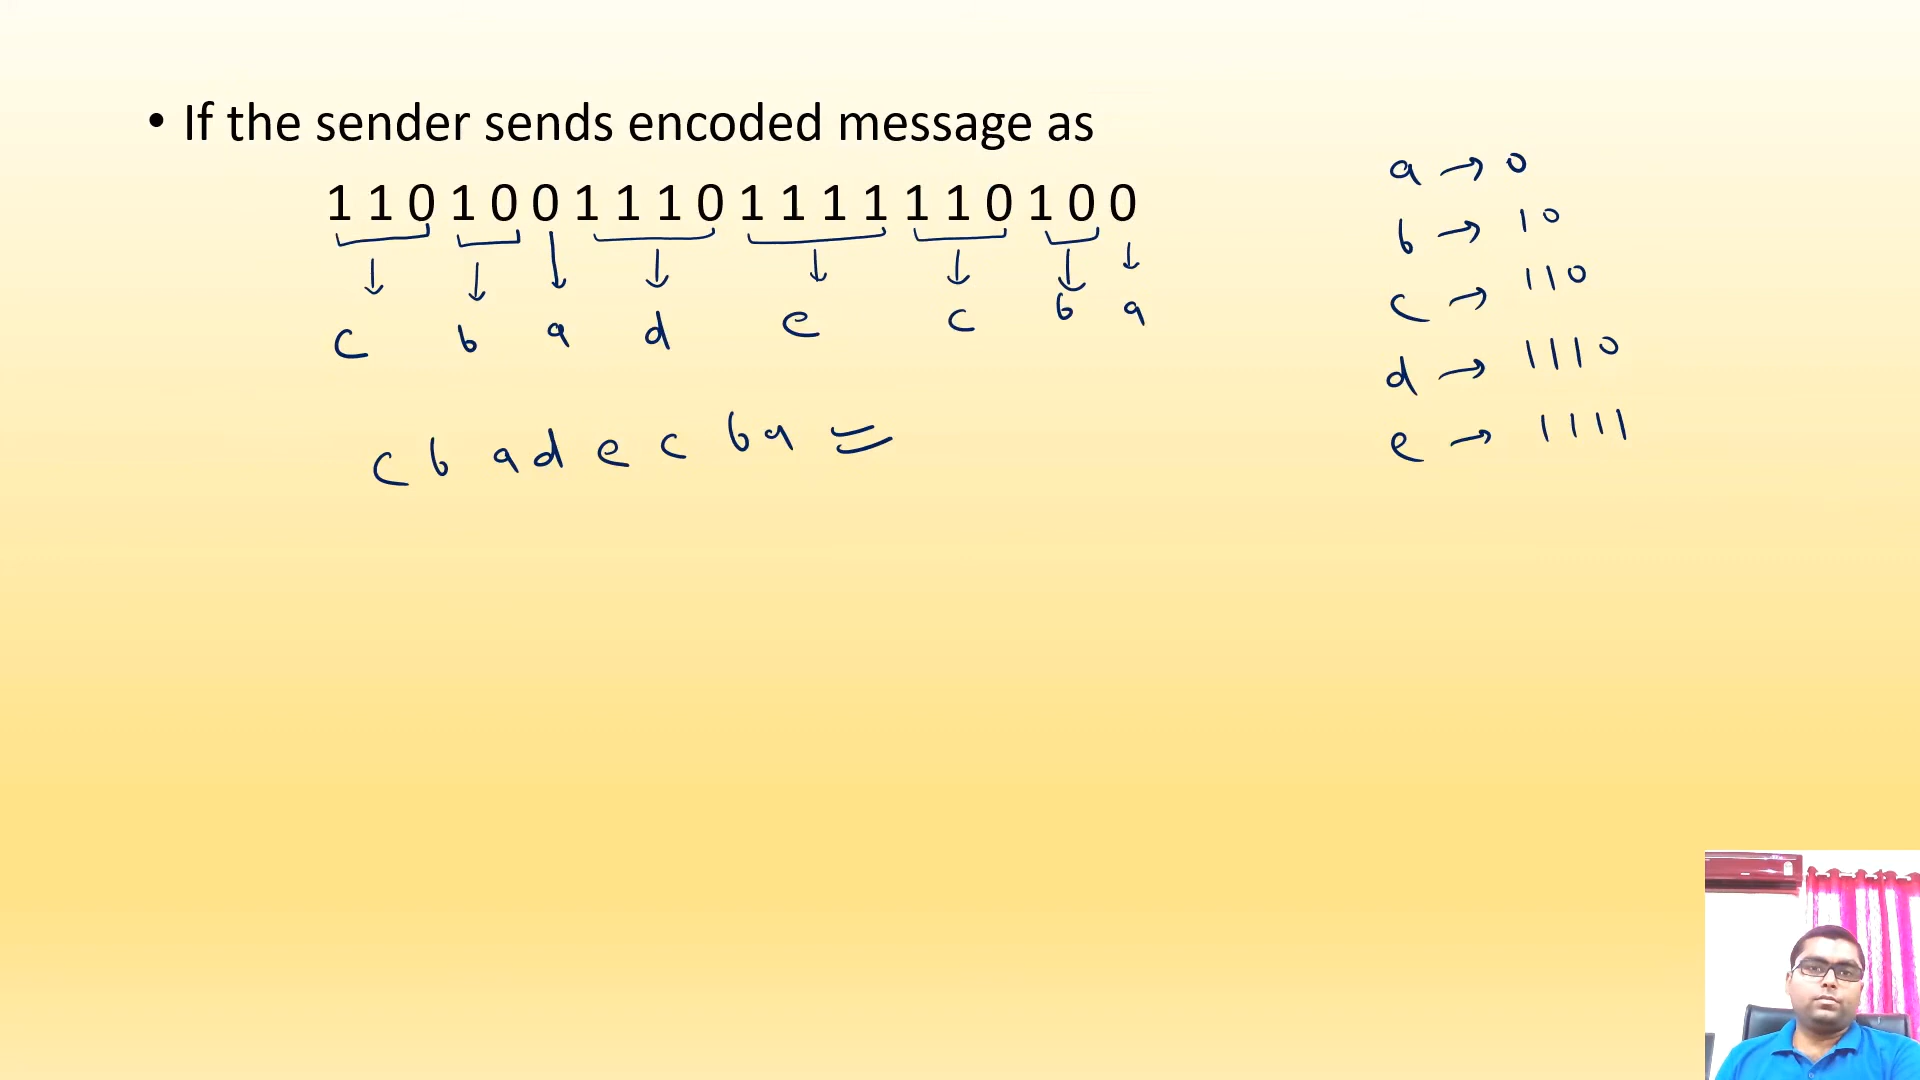 • If the sender sends encoded message as
1 1 0 1 0 0 1 1 1 0 1 1 1 1 1 1 0 1 0 0
c b a d e c b a
c b a d e c b a =
a → 0
b → 10
c → 110
d → 1110
e → 1111